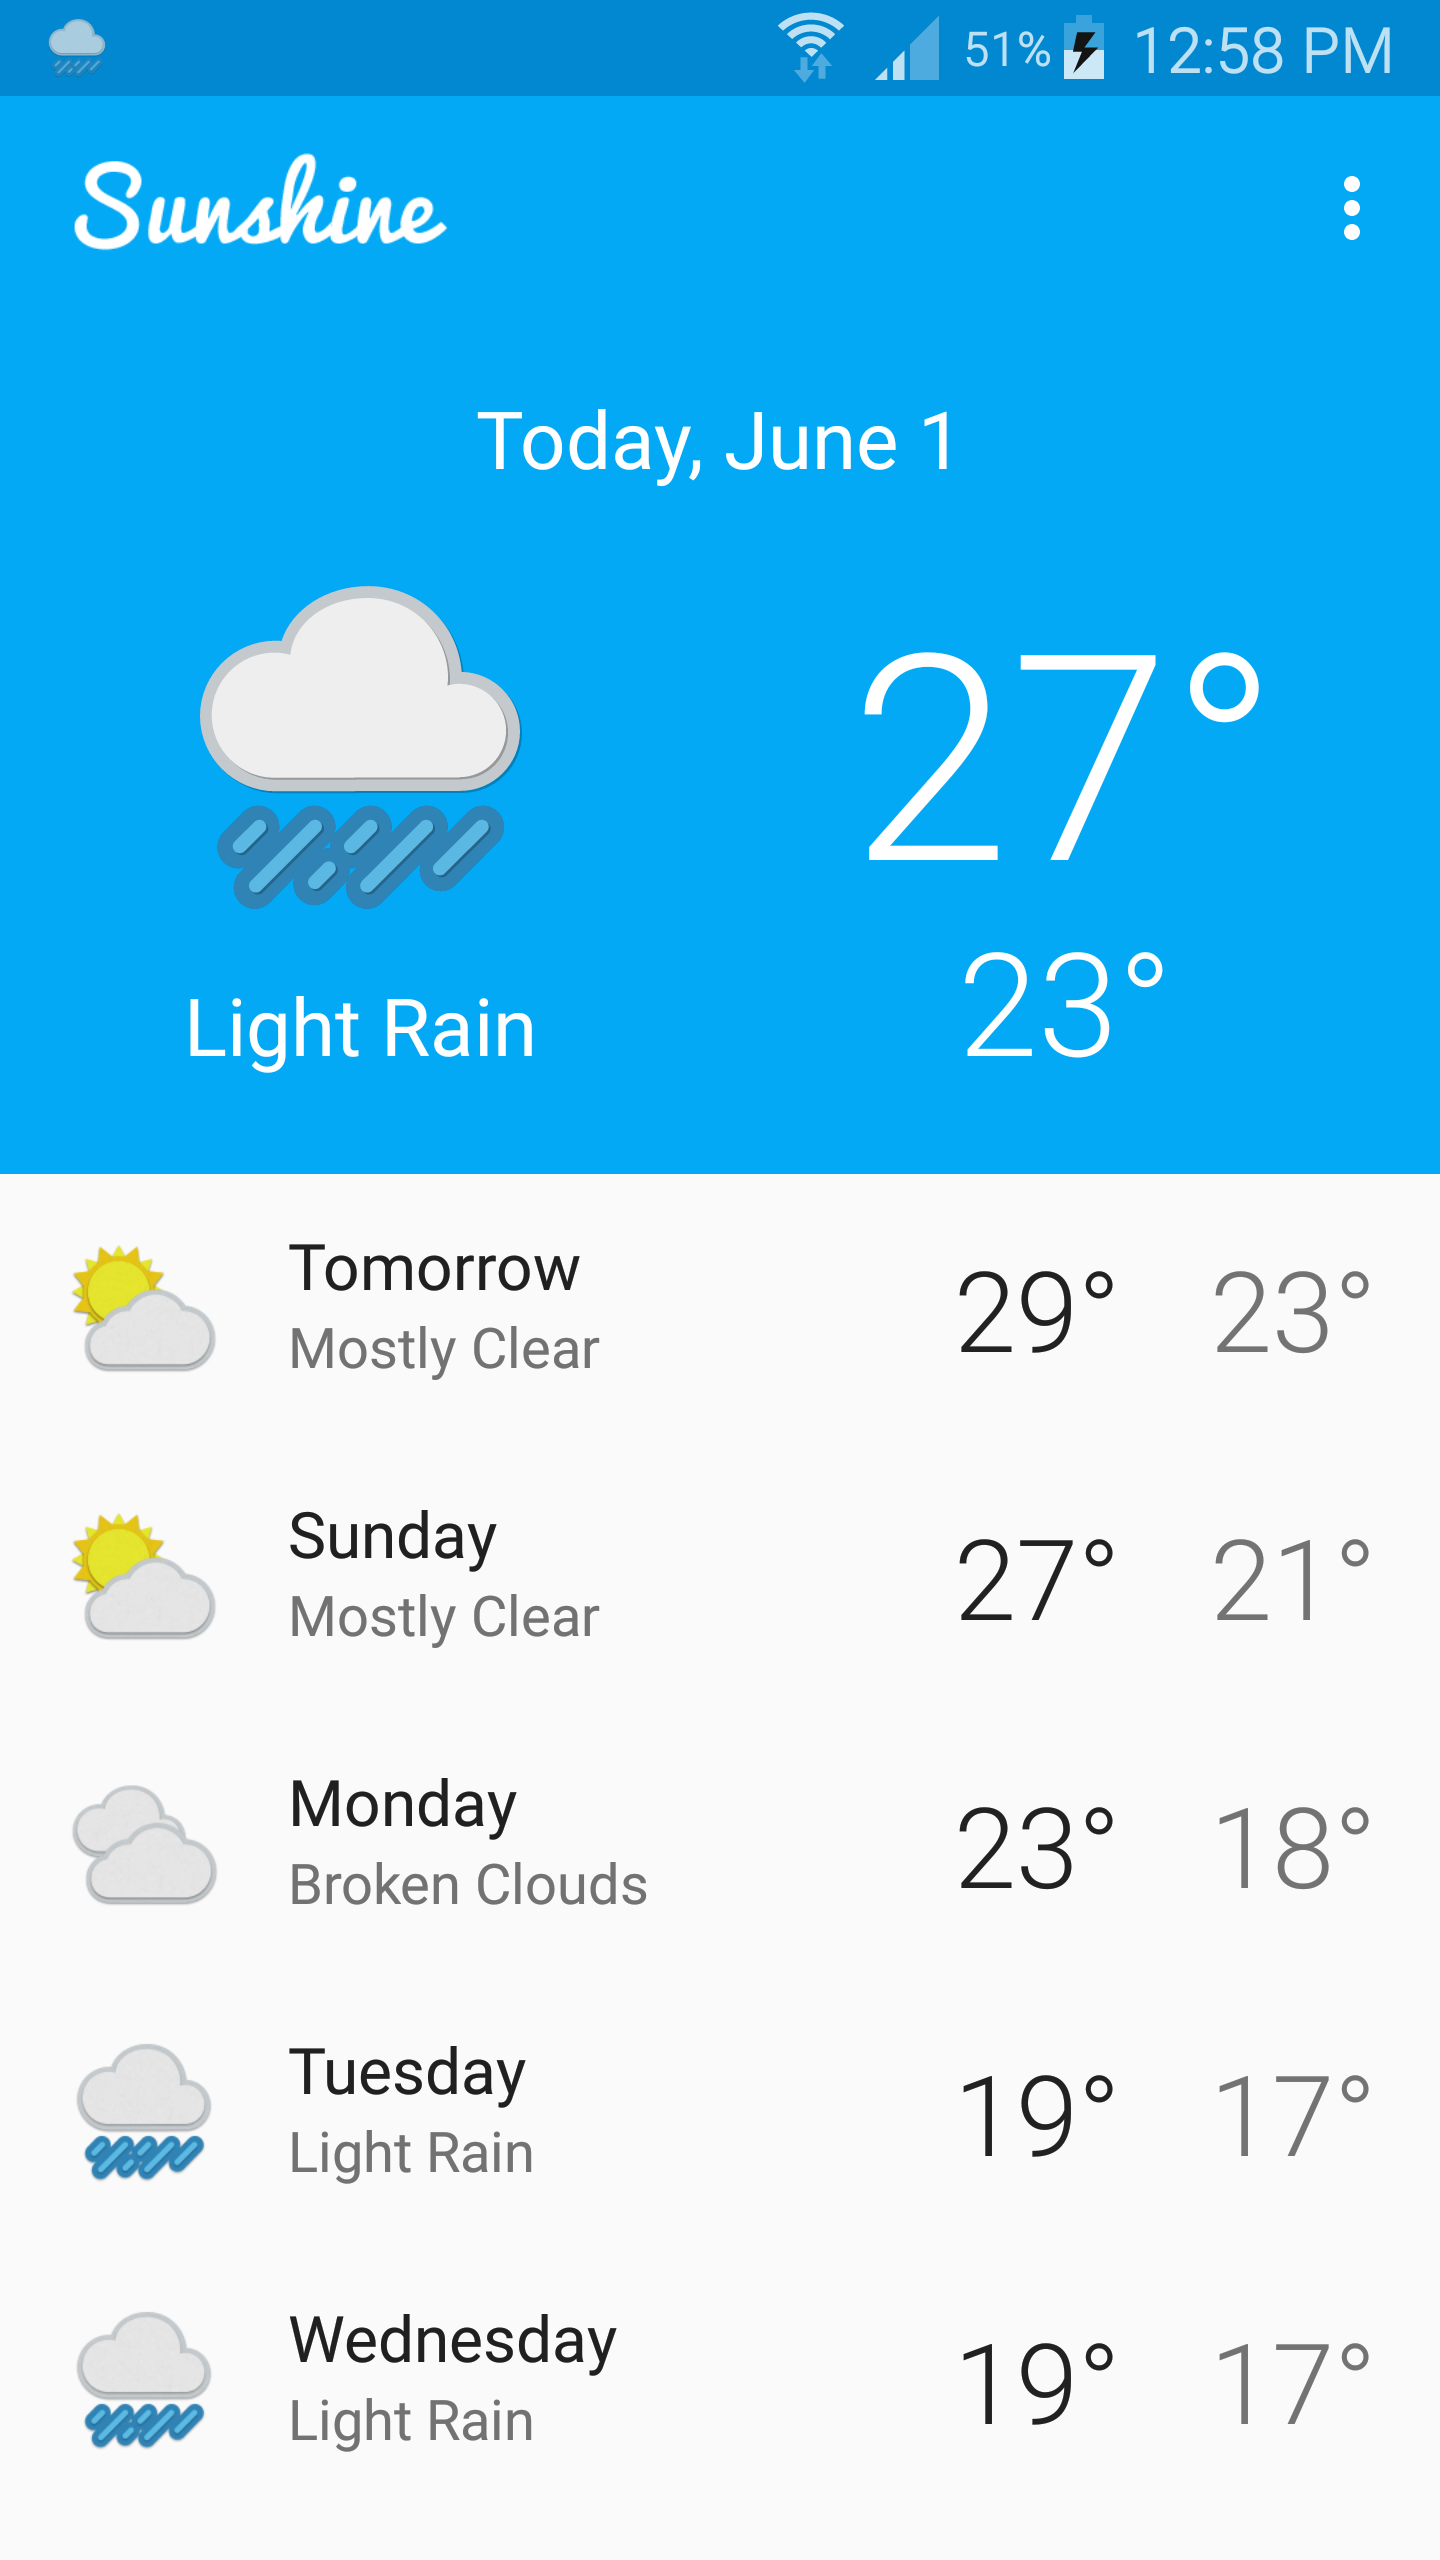 51% 12:58 PM
Sunshine
Today, June 1
27°
23°
Light Rain
Tomorrow
Mostly Clear
29° 23°
Sunday
Mostly Clear
27° 21°
Monday
Broken Clouds
23° 18°
Tuesday
Light Rain
19° 17°
Wednesday
Light Rain
19° 17°